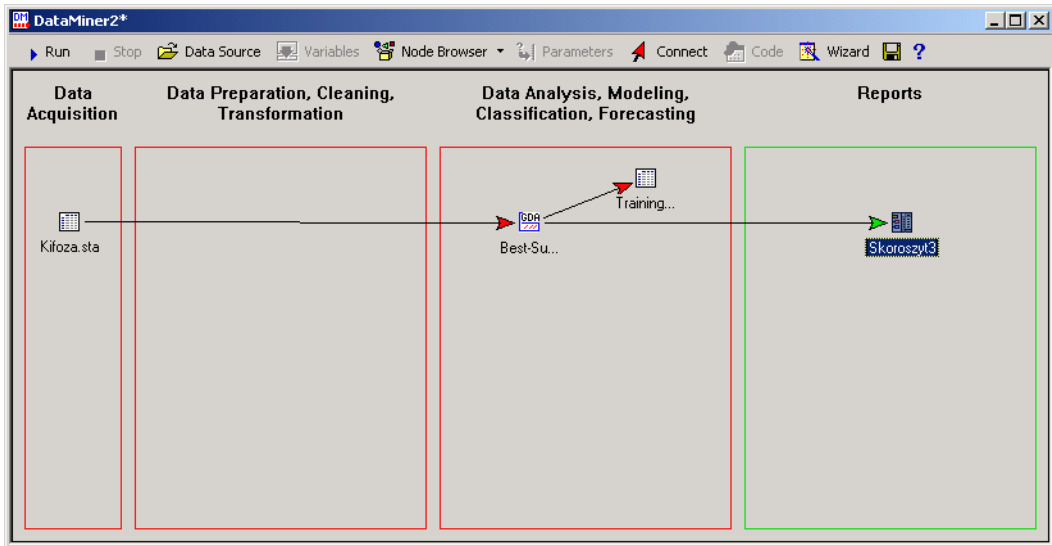 DM
DataMiner2*
Run Stop Data Source Variables Node Browser Parameters Connect Code Wizard ?
Data
Acquisition
Data Preparation, Cleaning,
Transformation
Data Analysis, Modeling,
Classification, Forecasting
Reports
Training...
GDA
Kifoza.sta
Best-Su...
Skoroszyt3